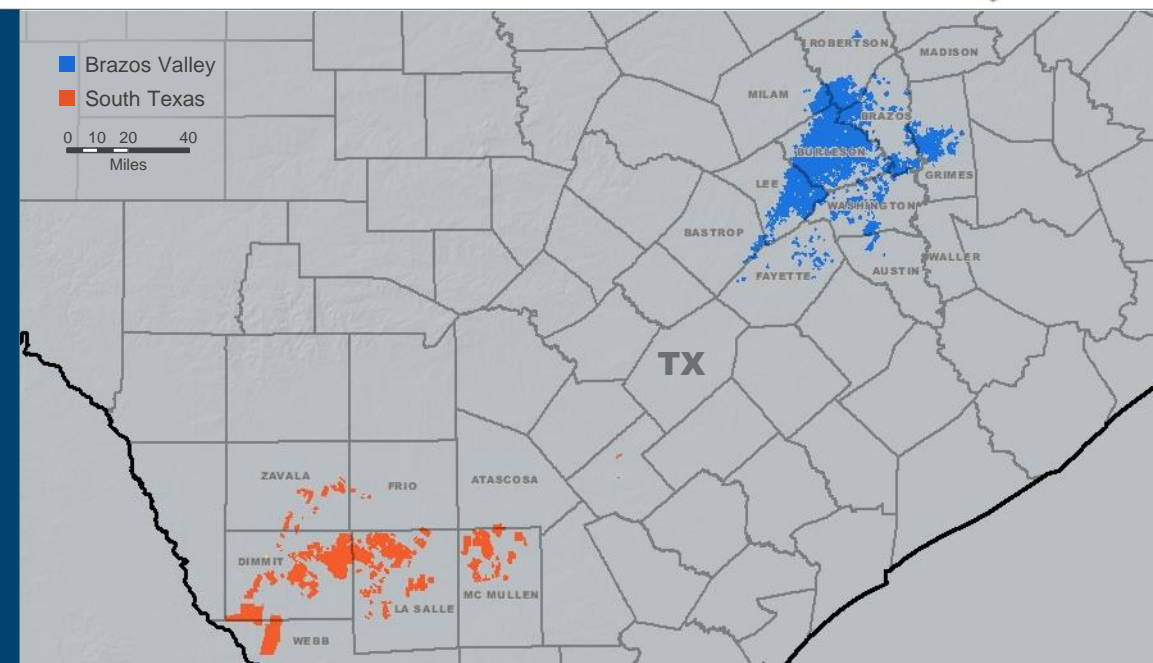 Brazos Valley
South Texas
0 10 20 40
Miles
ROBERTSON
MADISON
MILAM
BRAZOS
BURLESON
LEE
GRIMES
WASHINGTON
BASTROP
WALLER
FAYETTE
AUSTIN
TX
ZAVALA
FRIO
ATASCOSA
DIMMIT
LA SALLE
MC MULLEN
WEBB